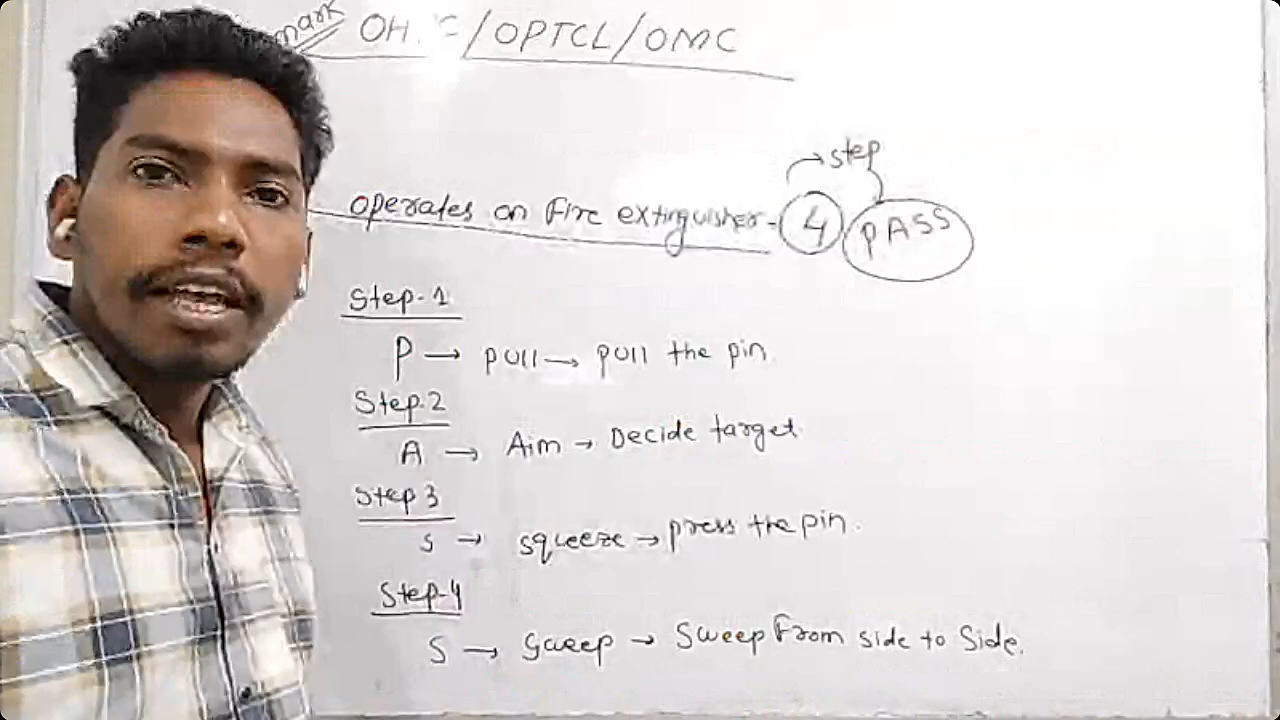 mark OH C/OPTCL/OMC
step
operates on Fire extinguisher - 4 PASS
Step-1
P → pull → pull the pin
Step-2
A → Aim → Decide target
Step 3
s → squeeze → press the pin.
Step-4
S → Sweep → Sweep From side to Side.